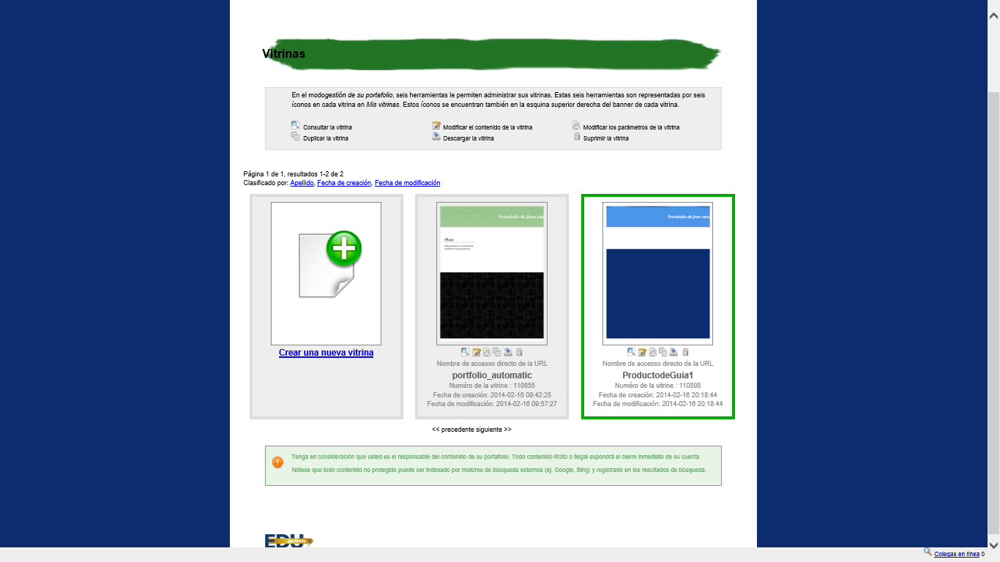 Vitrinas
En el modogestión de su portafolio, seis herramientas le permiten administrar sus vitrinas. Estas seis herramientas son representadas por seis
íconos en cada vitrina en Mis vitrinas. Estos íconos se encuentran también en la esquina superior derecha del banner de cada vitrina.
Consultar la vitrina Modificar el contenido de la vitrina Modificar los parámetros de la vitrina
Duplicar la vitrina Descargar la vitrina Suprimir la vitrina
Página 1 de 1, resultados 1-2 de 2
Clasificado por: Apellido, Fecha de creación, Fecha de modificación
Crear una nueva vitrina
Portafolio de jhon ram
Plan
Nombre de accesso directo de la URL
portfolio_automatic
Numéro de la vitrine : 110855
Fecha de creación: 2014-02-16 09:42:25
Fecha de modificación: 2014-02-16 09:57:27
Portafolio de jhon ram
Nombre de accesso directo de la URL
ProductodeGuia1
Numéro de la vitrine : 110898
Fecha de creación: 2014-02-16 20:18:44
Fecha de modificación: 2014-02-16 20:18:44
<< precedente siguiente >>
Tenga en consideración que usted es el responsable del contenido de su portafolio. Todo contenido ilícito o ilegal supondrá el cierre inmediato de su cuenta.
Nótese que todo contenido no protegido puede ser indexado por motores de búsqueda externos (ej. Google, Bing) y registrado en los resultados de búsqueda.
EDU
portfolio
Colegas en línea 0